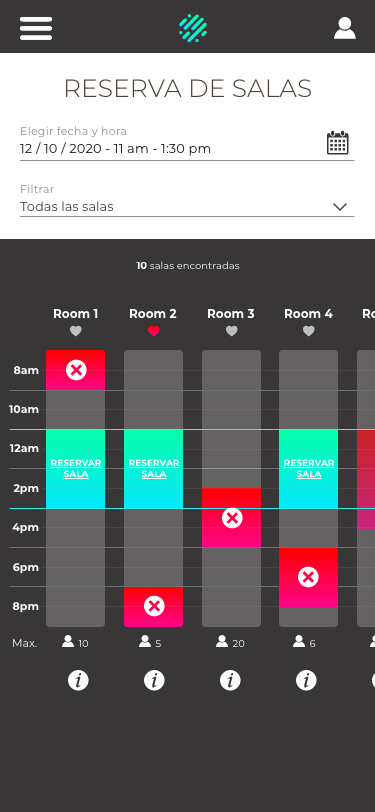 RESERVA DE SALAS
Elegir fecha y hora
12 / 10 / 2020 - 11 am - 1:30 pm
Filtrar
Todas las salas
10 salas encontradas
Room 1 Room 2 Room 3 Room 4
8am
10am
12am
RESERVAR SALA
RESERVAR SALA
RESERVAR SALA
2pm
4pm
6pm
8pm
Max. 10 5 20 6
i i i i